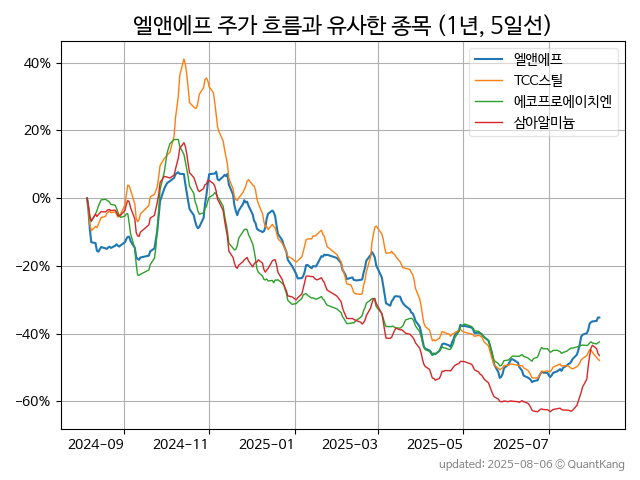 엘앤에프 주가 흐름과 유사한 종목 (1년, 5일선)
엘앤에프
TCC스틸
에코프로에이치엔
삼아알미늄
40%
20%
0%
−20%
−40%
−60%
2024-09
2024-11
2025-01
2025-03
2025-05
2025-07
updated: 2025-08-06 © QuantKang